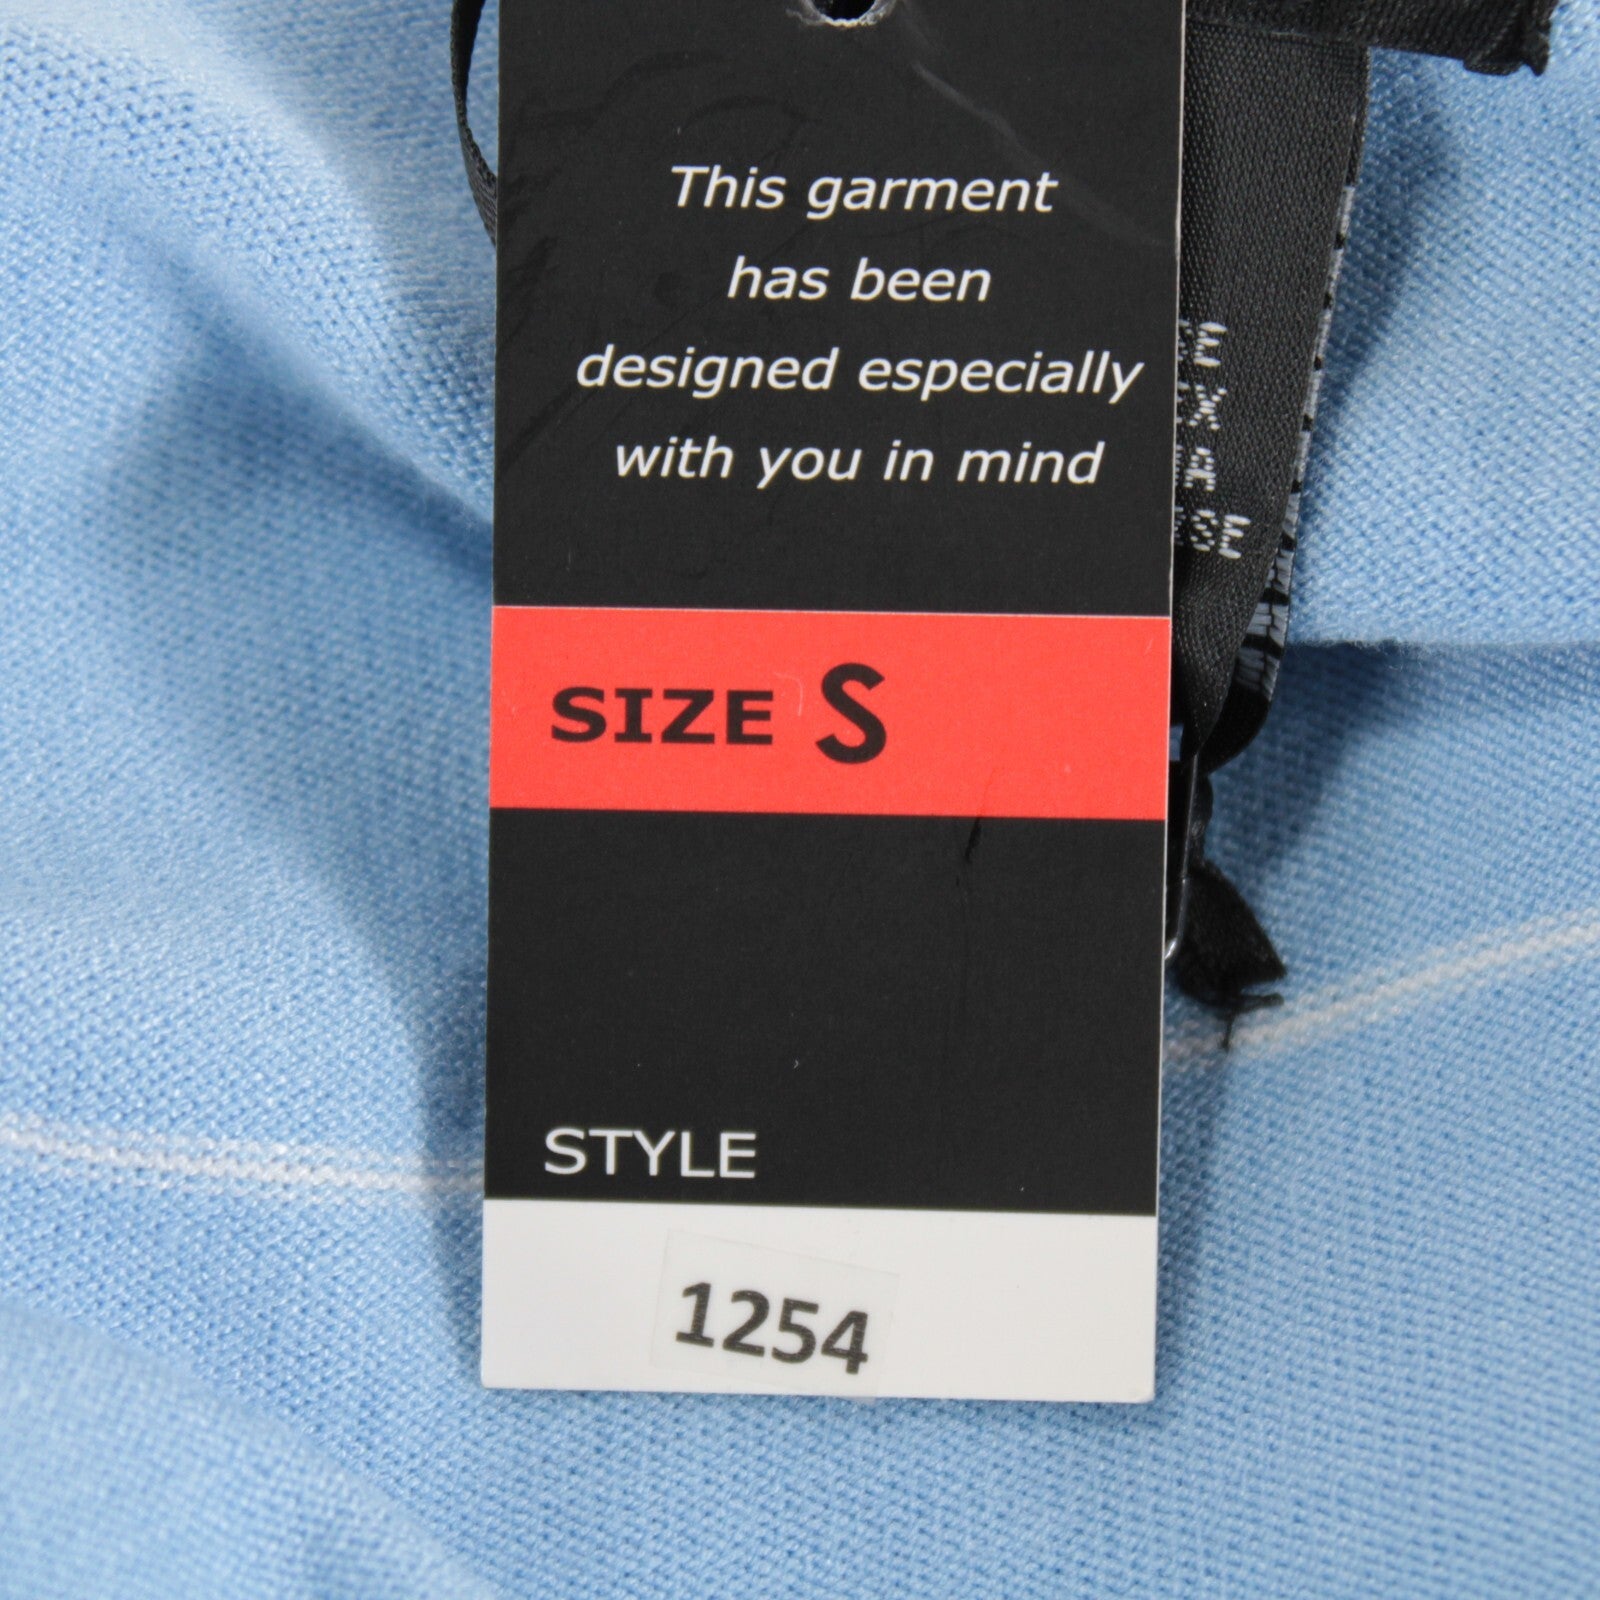 This garment
has been
designed especially
with you in mind
SIZE S
STYLE
1254